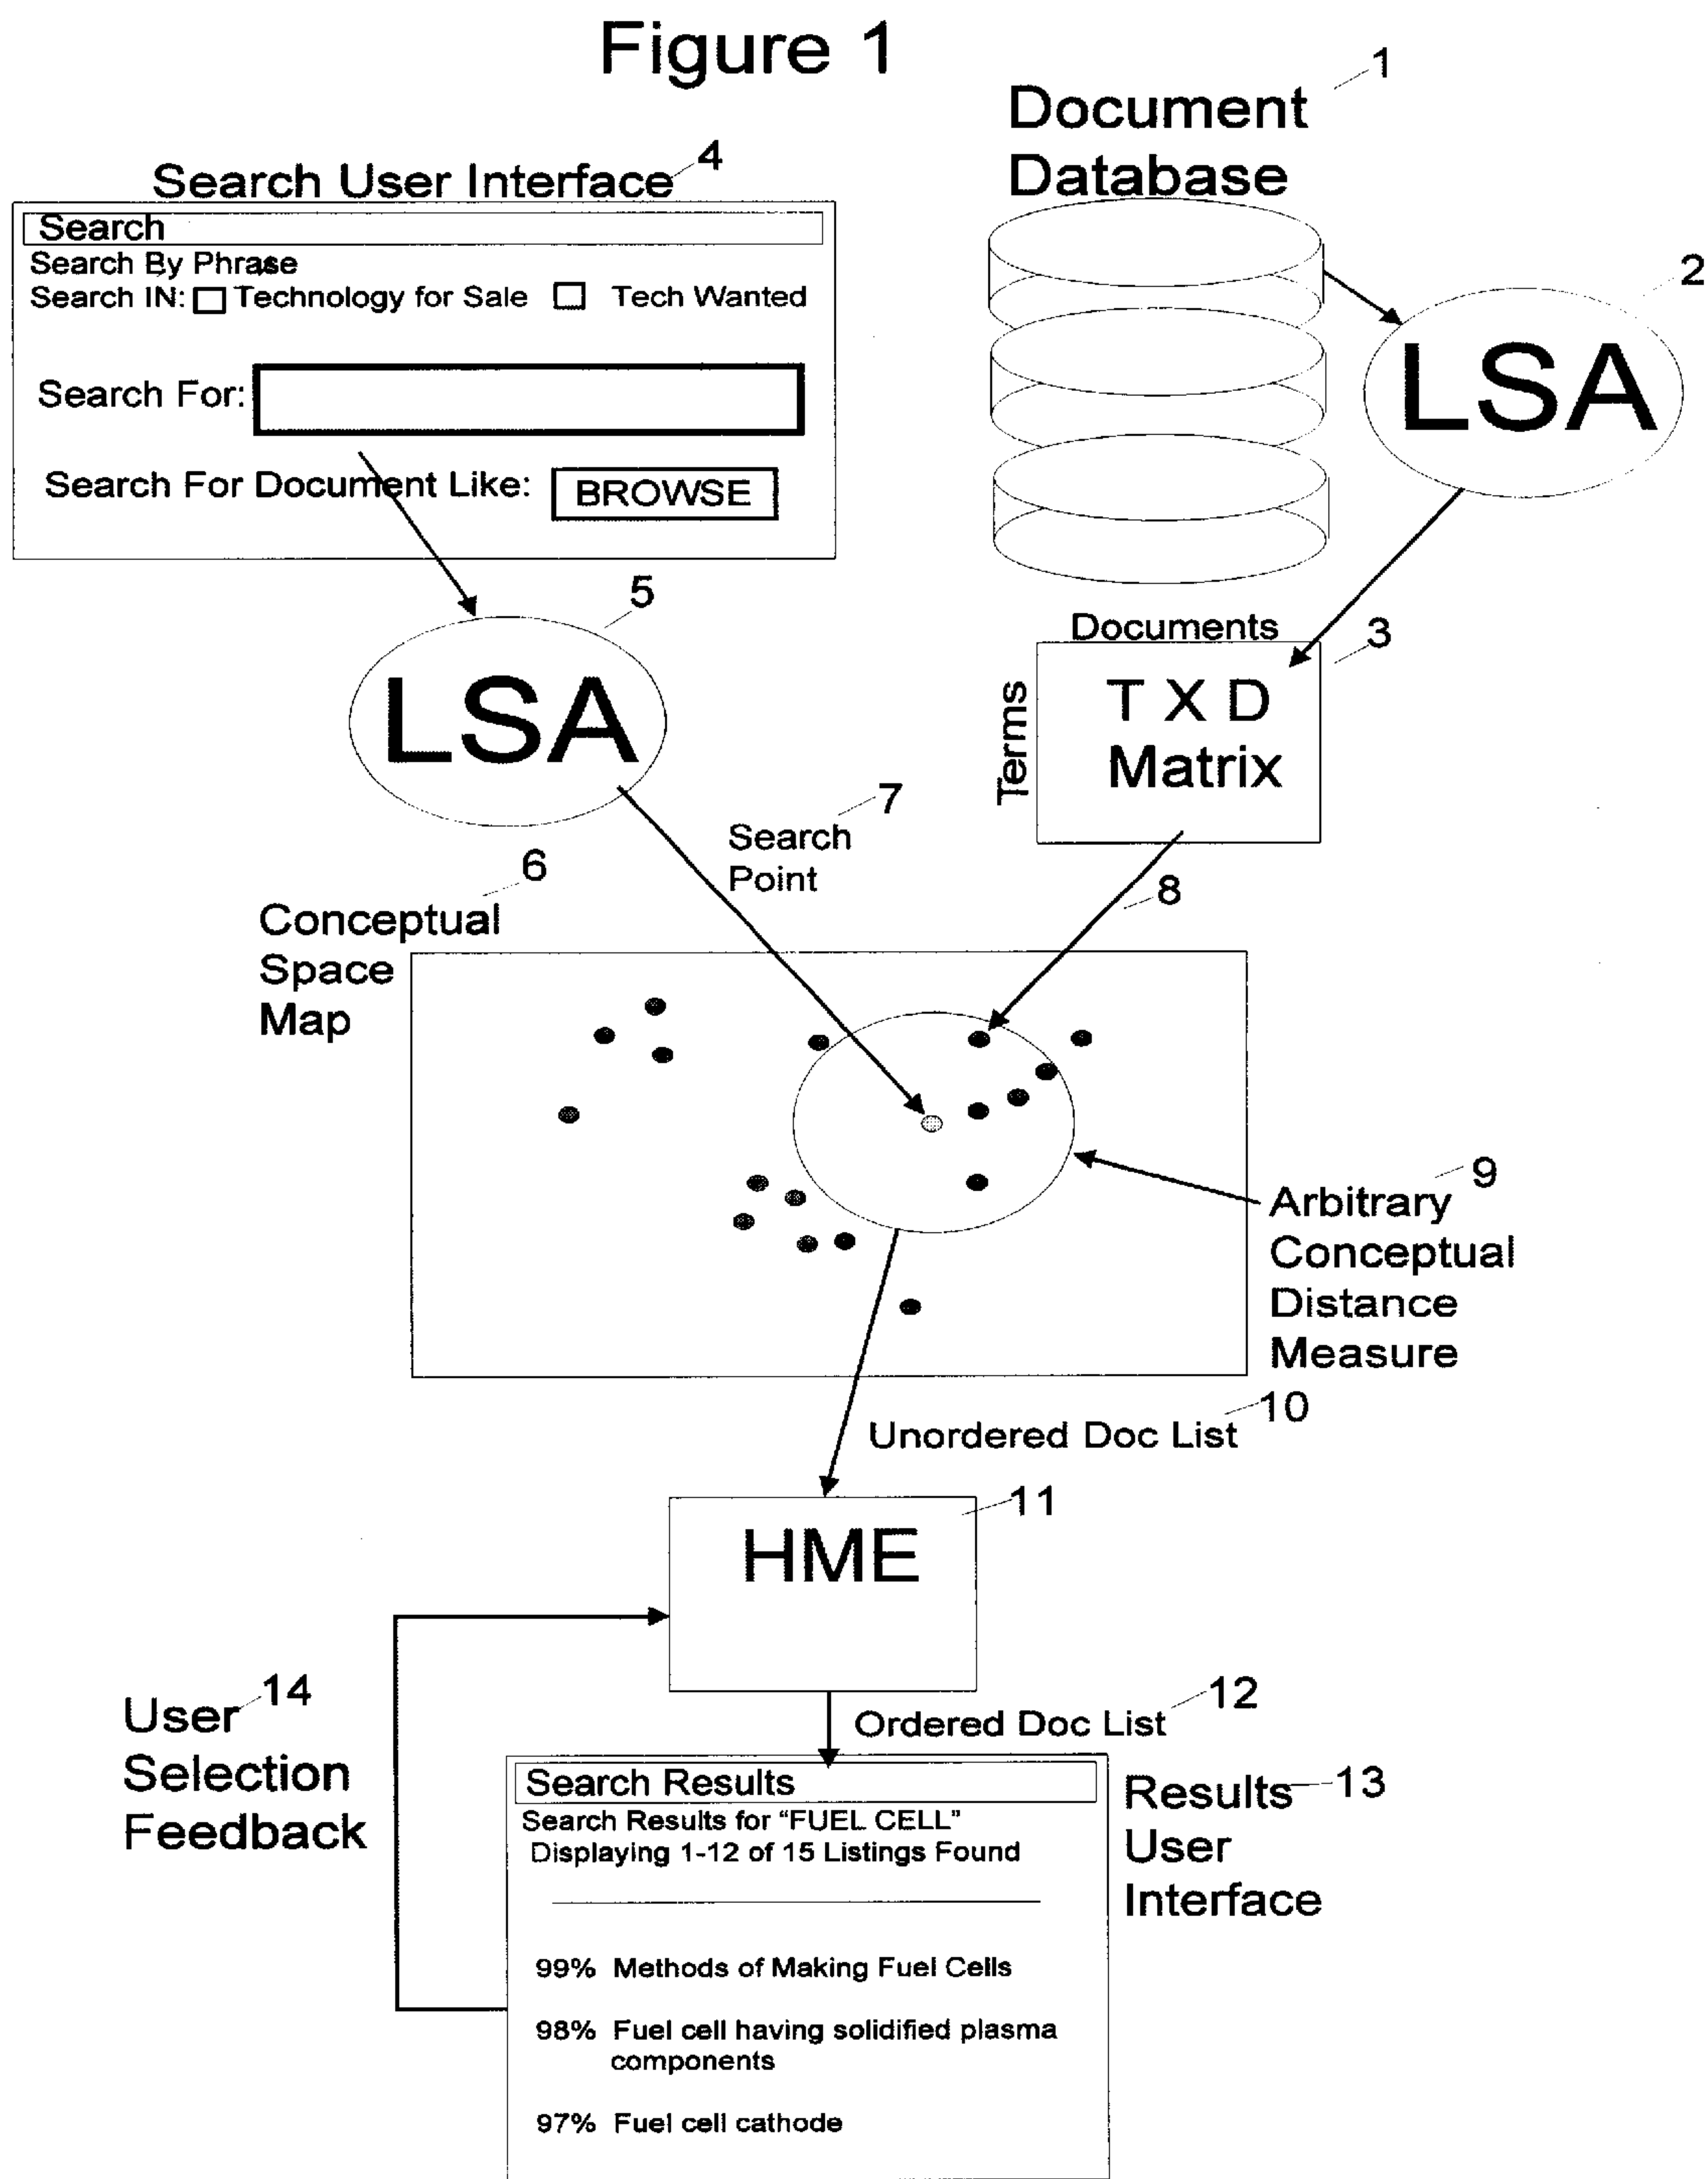 Figure 1
1
Document
Database
4
Search User Interface
Search
Search By Phrase
Search IN: Technology for Sale Tech Wanted
Search For:
Search For Document Like: BROWSE
2
LSA
5
LSA
Documents
3
Terms
T X D
Matrix
7
Search
Point
8
6
Conceptual
Space
Map
9
Arbitrary
Conceptual
Distance
Measure
10
Unordered Doc List
11
HME
14
User
Selection
Feedback
12
Ordered Doc List
13
Results
User
Interface
Search Results
Search Results for “FUEL CELL”
Displaying 1-12 of 15 Listings Found
99% Methods of Making Fuel Cells
98% Fuel cell having solidified plasma
components
97% Fuel cell cathode